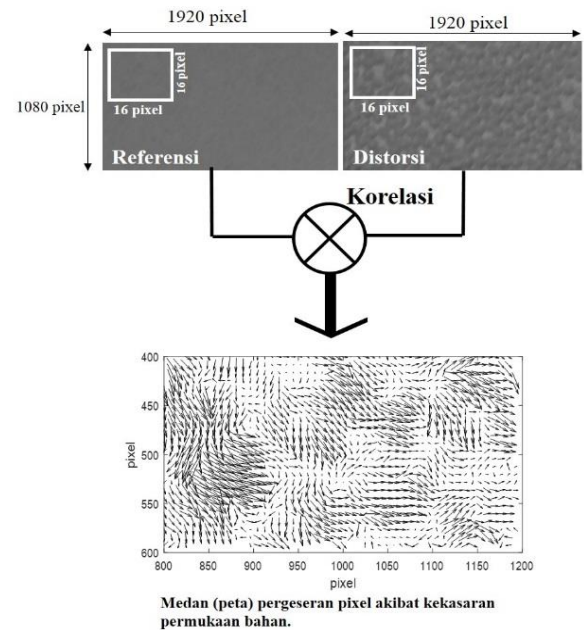 1920 pixel
1920 pixel
1080 pixel
16 pixel
16 pixel
16 pixel
16 pixel
Referensi
Distorsi
Korelasi
400
450
500
550
600
pixel
800 850 900 950 1000 1050 1100 1150 1200
pixel
Medan (peta) pergeseran pixel akibat kekasaran
permukaan bahan.